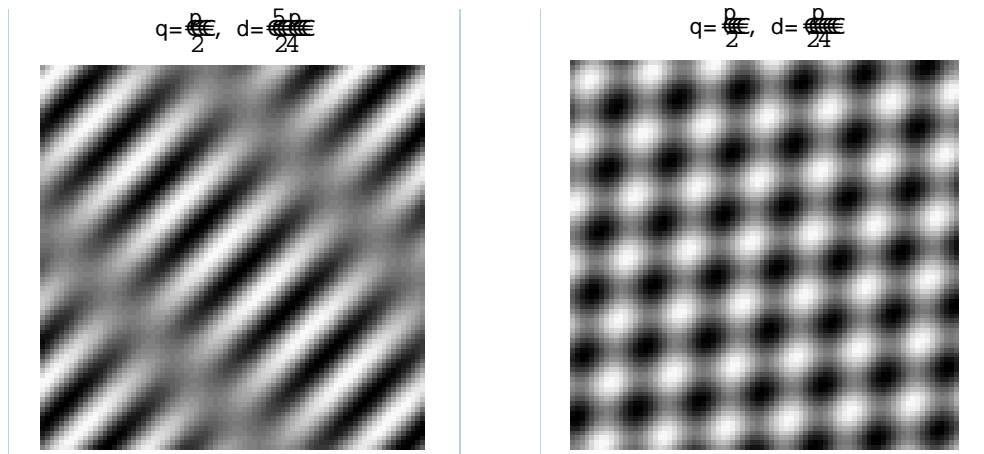 p 5p
q= , d=
2 24
p p
q= , d=
2 24